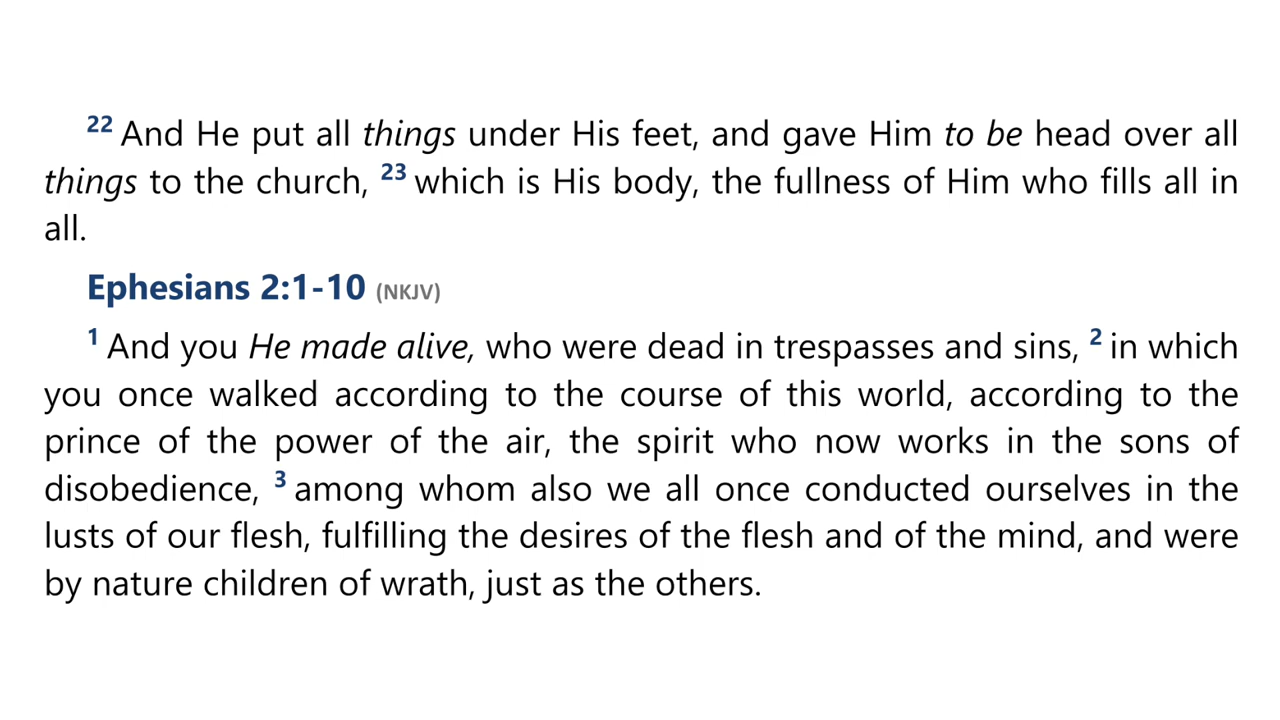 22 And He put all things under His feet, and gave Him to be head over all
things to the church, 23 which is His body, the fullness of Him who fills all in
all.
Ephesians 2:1-10 (NKJV)
1 And you He made alive, who were dead in trespasses and sins, 2 in which
you once walked according to the course of this world, according to the
prince of the power of the air, the spirit who now works in the sons of
disobedience, 3 among whom also we all once conducted ourselves in the
lusts of our flesh, fulfilling the desires of the flesh and of the mind, and were
by nature children of wrath, just as the others.